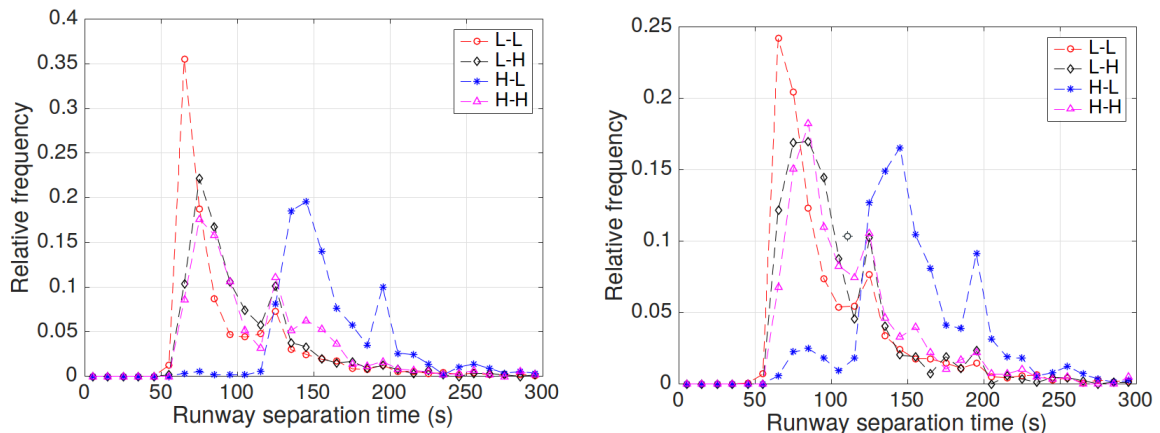 0.4
0.35
0.3
0.25
0.2
0.15
0.1
0.05
0
Relative frequency
0 50 100 150 200 250 300
Runway separation time (s)
L-L
L-H
H-L
H-H
0.25
0.2
0.15
0.1
0.05
0
Relative frequency
0 50 100 150 200 250 300
Runway separation time (s)
L-L
L-H
H-L
H-H